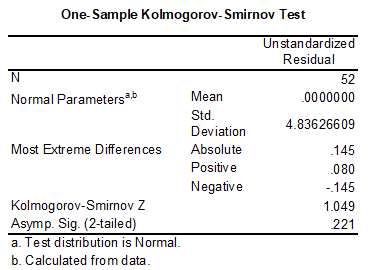 One-Sample Kolmogorov-Smirnov Test
Unstandardized
Residual
N 52
Normal Parametersa,b Mean .0000000
Std.
Deviation 4.83626609
Most Extreme Differences Absolute .145
Positive .080
Negative -.145
Kolmogorov-Smirnov Z 1.049
Asymp. Sig. (2-tailed) .221
a. Test distribution is Normal.
b. Calculated from data.